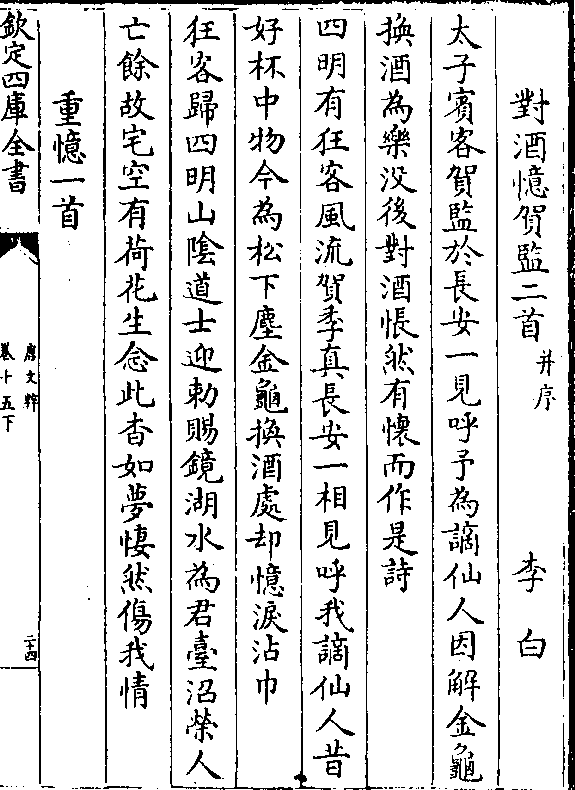 對酒憶賀監二首 并序 李白
太子賓客賀監於長安一見呼予為謫仙人因解金龜
換酒為樂没後對酒悵然有懷而作是詩
四明有狂客風流賀季真長安一相見呼我謫仙人昔
好杯中物今為松下塵金龜換酒處却憶淚沾巾
狂客歸四明山陰道士迎勅賜鏡湖水為君臺沼榮人
亡餘故宅空有荷花生念此杳如夢悽然傷我情
重憶一首
欽定四庫全書
唐文粹
卷十五下
二十四